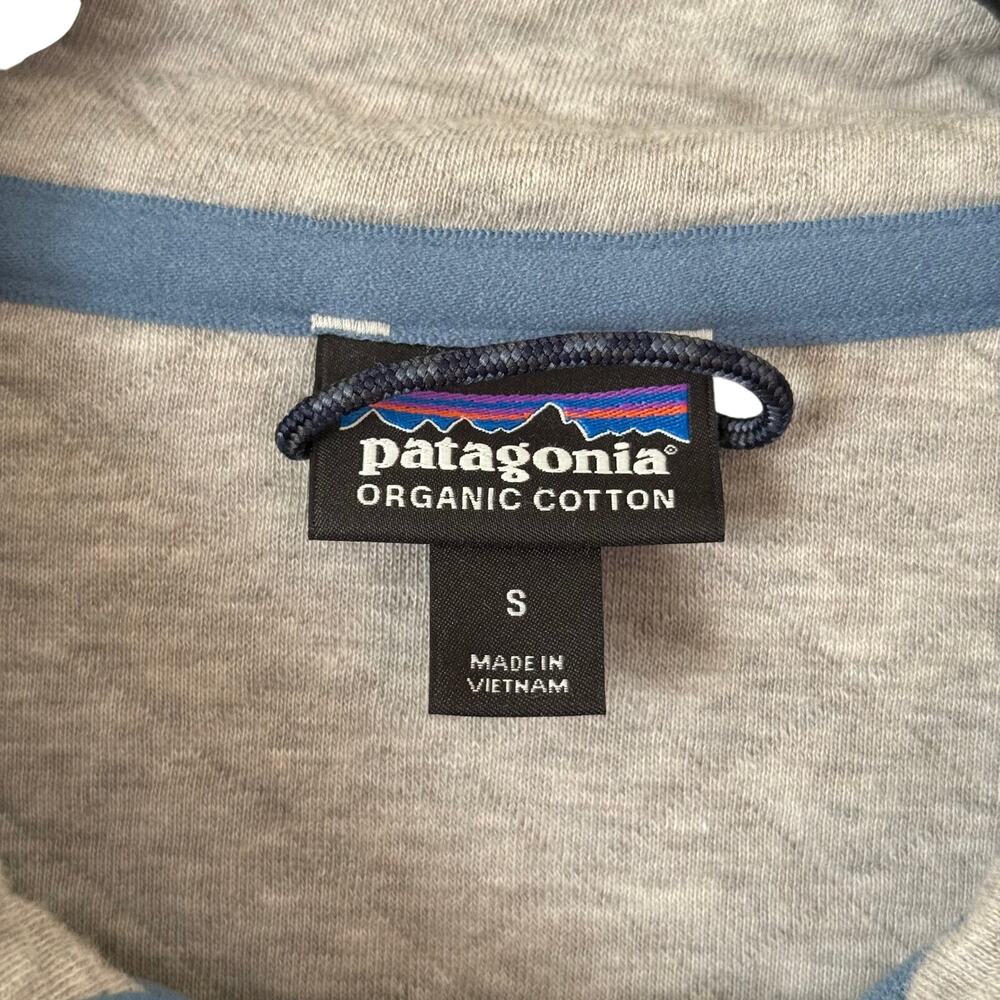 patagonia®
ORGANIC COTTON
S
MADE IN
VIETNAM